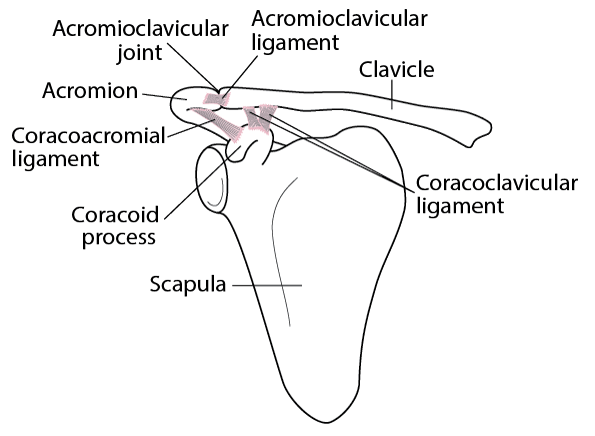 Acromioclavicular
joint
Acromioclavicular
ligament
Clavicle
Acromion
Coracoacromial
ligament
Coracoclavicular
ligament
Coracoid
process
Scapula